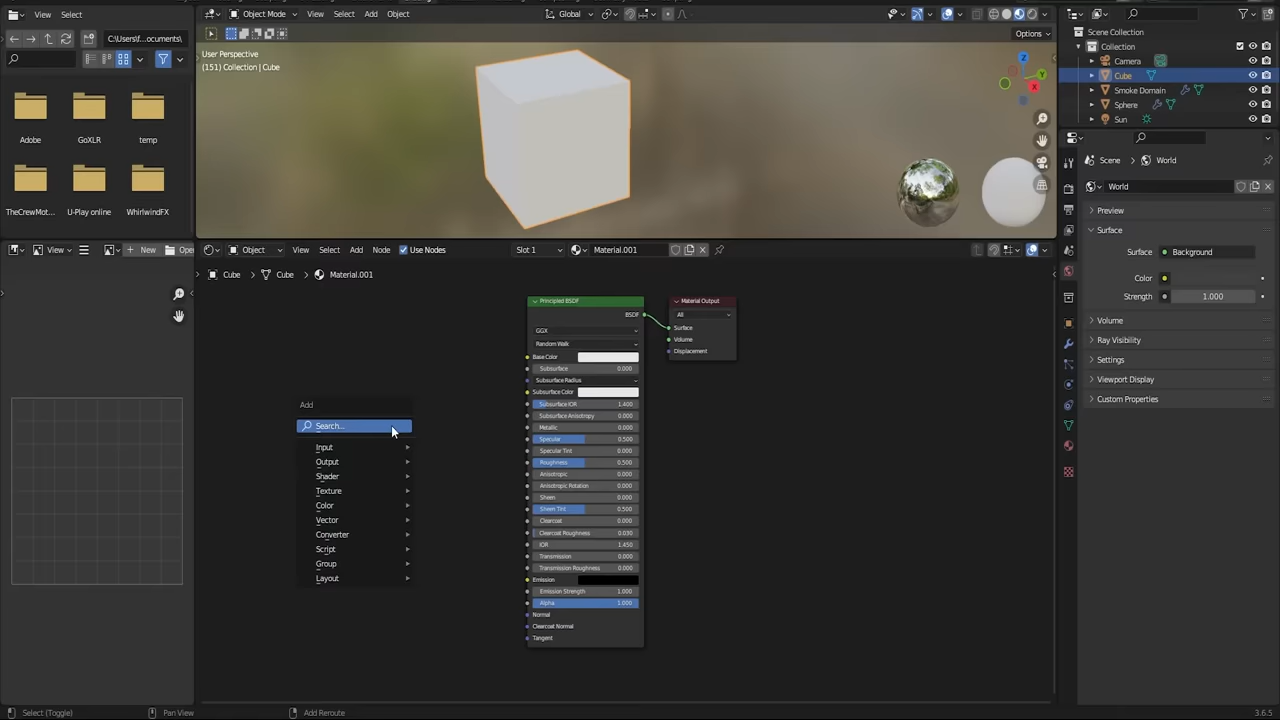 View Select
Object Mode View Select Add Object Global
C:\Users\f...ocuments\
Options
User Perspective
(151) Collection | Cube
Adobe GoXLR temp
TheCrewMot... U-Play online WhirlwindFX
Scene Collection
Collection
Camera
Cube
Smoke Domain
Sphere
Sun
Scene > World
World
Preview
Surface
Surface Background
Color
Strength 1.000
Volume
Ray Visibility
Settings
Viewport Display
Custom Properties
View New Open
Object View Select Add Node Use Nodes Slot 1 Material.001
Cube > Cube > Material.001
Add
Search...
Input
Output
Shader
Texture
Color
Vector
Converter
Script
Group
Layout
Principled BSDF
BSDF
GGX
Random Walk
Base Color
Subsurface 0.000
Subsurface Radius
Subsurface Color
Subsurface IOR 1.400
Subsurface Anisotropy 0.000
Metallic 0.000
Specular 0.500
Specular Tint 0.000
Roughness 0.500
Anisotropic 0.000
Anisotropic Rotation 0.000
Sheen 0.000
Sheen Tint 0.500
Clearcoat 0.000
Clearcoat Roughness 0.030
IOR 1.450
Transmission 0.000
Transmission Roughness 0.000
Emission
Emission Strength 1.000
Alpha 1.000
Normal
Clearcoat Normal
Tangent
Material Output
All
Surface
Volume
Displacement
Select (Toggle) Pan View Add Reroute 3.6.5